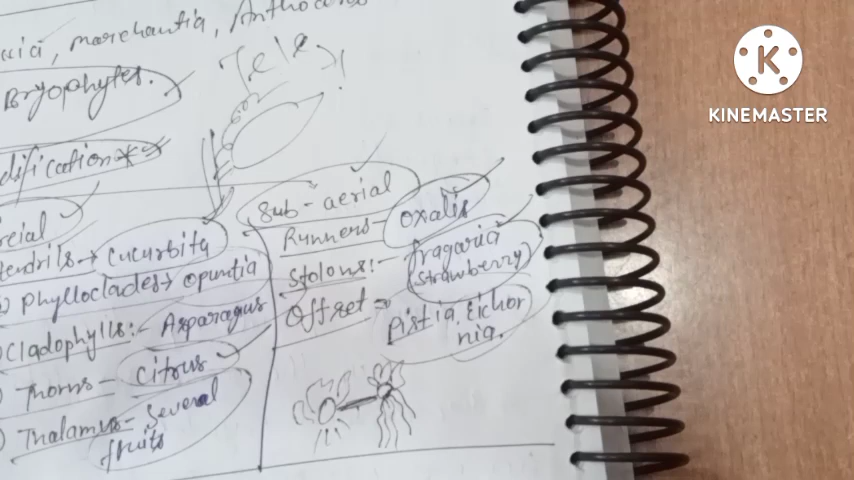 marchantia, Anthoceros
Bryophytes.
dification *
Tendrils → Cucurbita
Phylloclades → opuntia
Cladophylls:- Asparagus
Thorns - Citrus
Thalamus - Several
fruits
Sub-aerial
Runners - oxalis
Stolons:- fragaria
(strawberry)
Offset ⇒ Pistia, Eichor
nia.
K
KINEMASTER